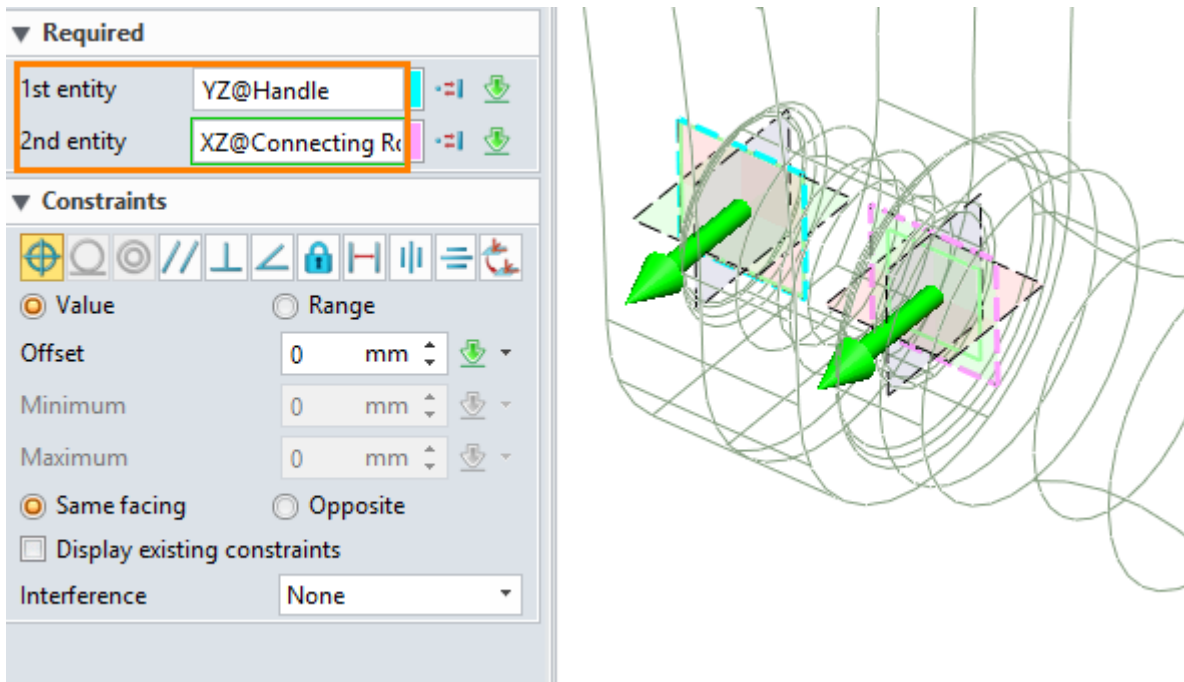 Required
1st entity YZ@Handle
2nd entity XZ@Connecting
Constraints
Value Range
Offset 0 mm
Minimum 0 mm
Maximum 0 mm
Same facing Opposite
Display existing constraints
Interference None